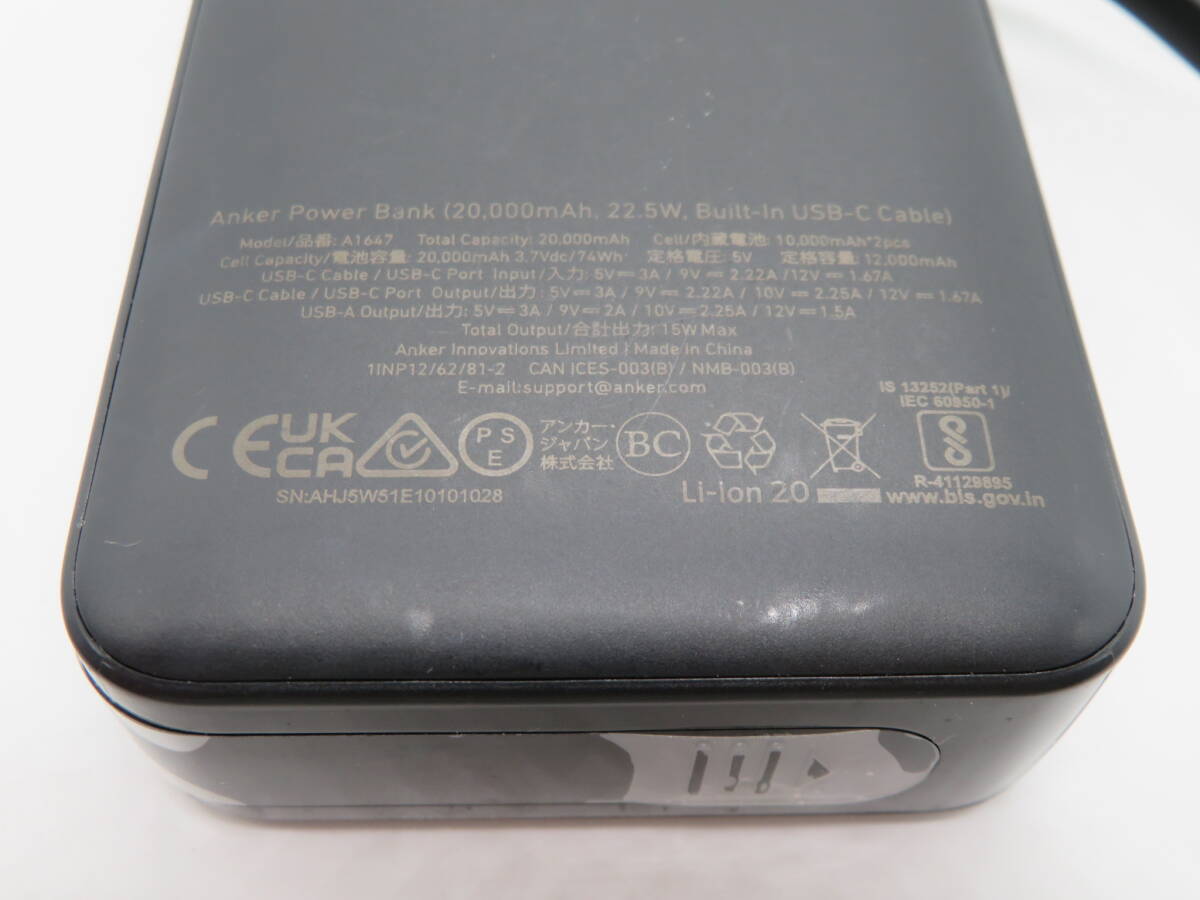 Anker Power Bank (20,000mAh, 22.5W, Built-In USB-C Cable)
Model/品番: A1647 Total Capacity: 20,000mAh Cell/内蔵電池: 10,000mAh*2pcs
Cell Capacity/電池容量: 20,000mAh 3.7Vdc/74Wh 定格電圧: 5V 定格容量: 12,000mAh
USB-C Cable / USB-C Port Input/入力: 5V⎓3A / 9V⎓2.22A /12V⎓1.67A
USB-C Cable / USB-C Port Output/出力: 5V⎓3A / 9V⎓2.22A / 10V⎓2.25A / 12V⎓1.67A
USB-A Output/出力: 5V⎓3A / 9V⎓2A / 10V⎓2.25A / 12V⎓1.5A
Total Output/合計出力: 15W Max
Anker Innovations Limited | Made in China
1INP12/62/81-2 CAN ICES-003(B) / NMB-003(B)
E-mail:support@anker.com
IS 13252(Part 1)/
IEC 60950-1
CE
UK
CA
PSE
アンカー・
ジャパン
株式会社
BC
R-41129895
SN:AHJ5W51E10101028
Li-ion 20
www.bis.gov.in